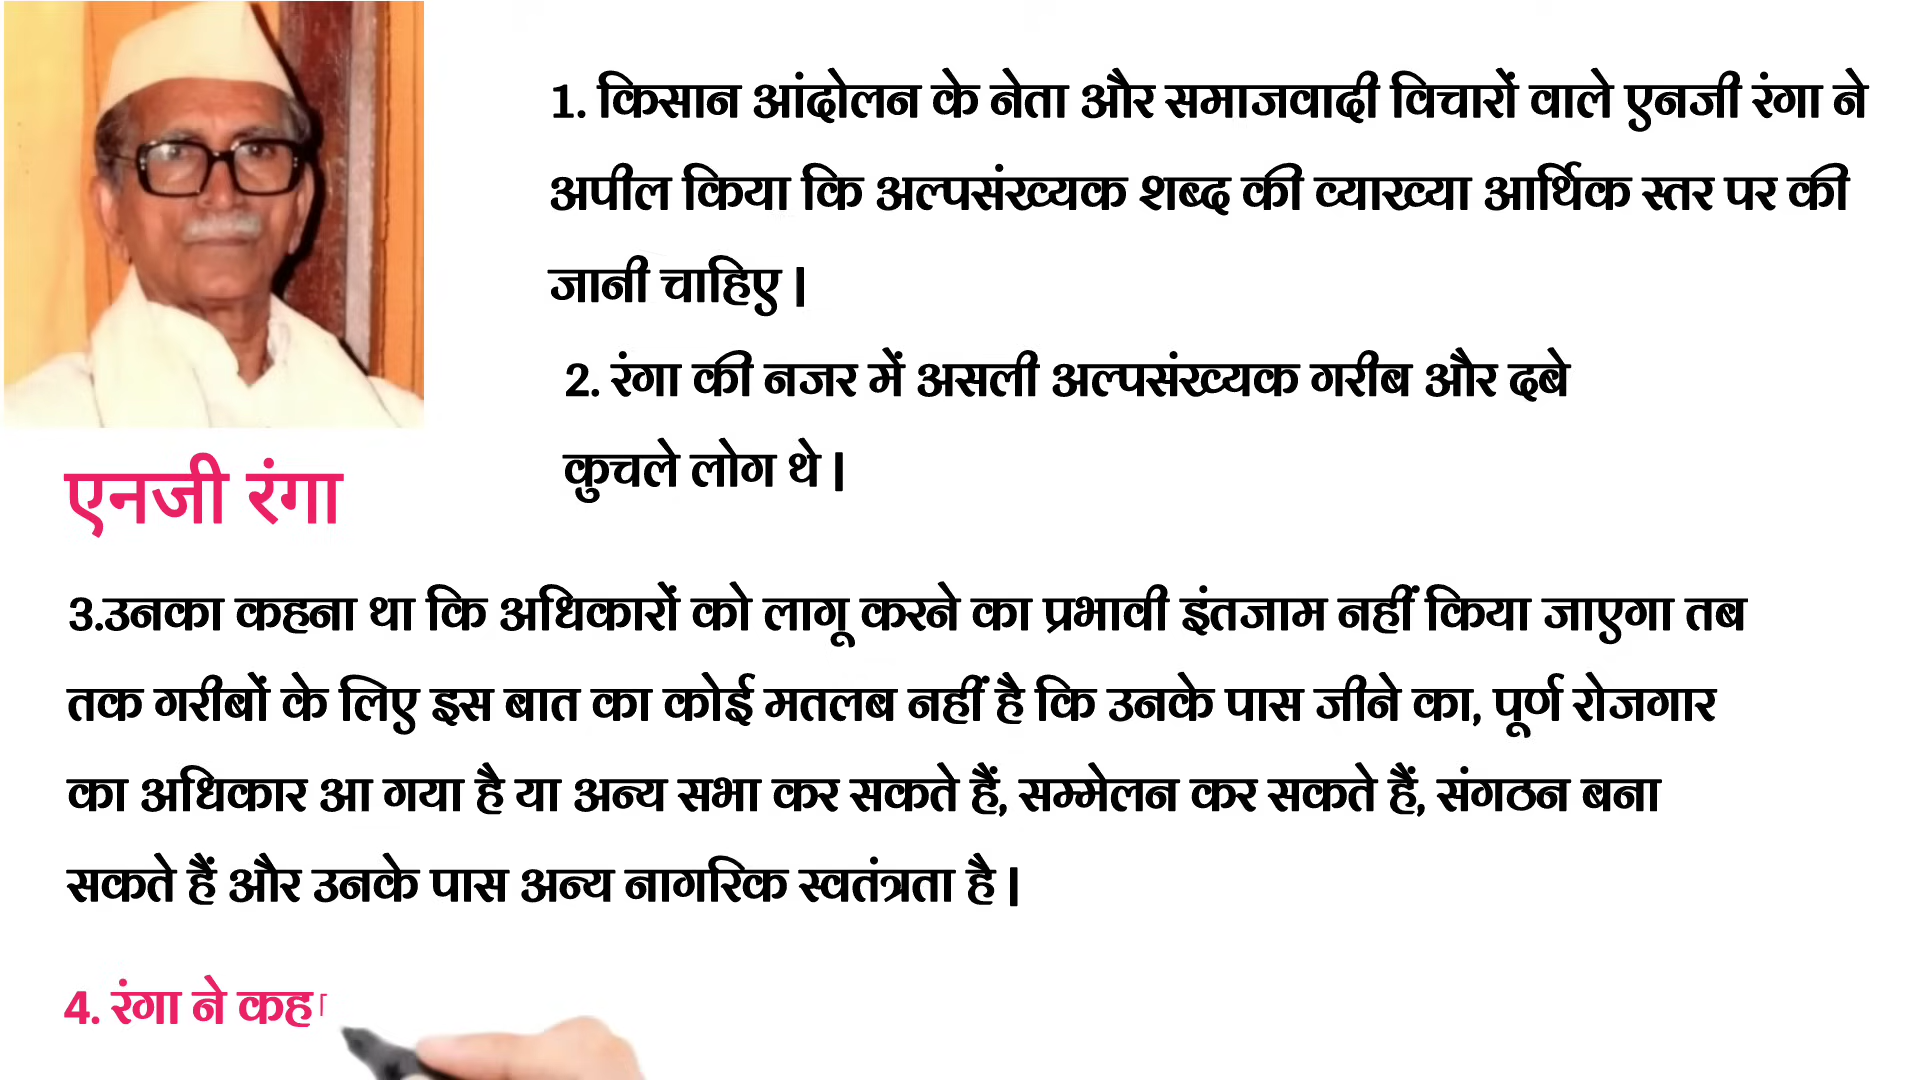 1. किसान आंदोलन के नेता और समाजवादी विचारों वाले एनजी रंगा ने
अपील किया कि अल्पसंख्यक शब्द की व्याख्या आर्थिक स्तर पर की
जानी चाहिए |
2. रंगा की नजर में असली अल्पसंख्यक गरीब और दबे
कुचले लोग थे |
एनजी रंगा
3.उनका कहना था कि अधिकारों को लागू करने का प्रभावी इंतजाम नहीं किया जाएगा तब
तक गरीबों के लिए इस बात का कोई मतलब नहीं है कि उनके पास जीने का, पूर्ण रोजगार
का अधिकार आ गया है या अन्य सभा कर सकते हैं, सम्मेलन कर सकते हैं, संगठन बना
सकते हैं और उनके पास अन्य नागरिक स्वतंत्रता है |
4. रंगा ने कहा